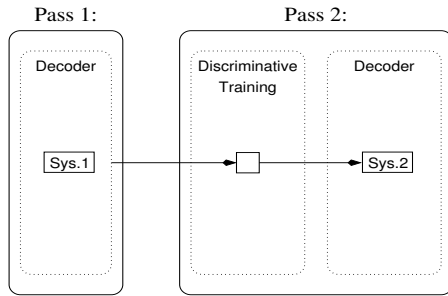 Pass 1:
Pass 2:
Decoder
Discriminative
Training
Decoder
Sys.1
Sys.2